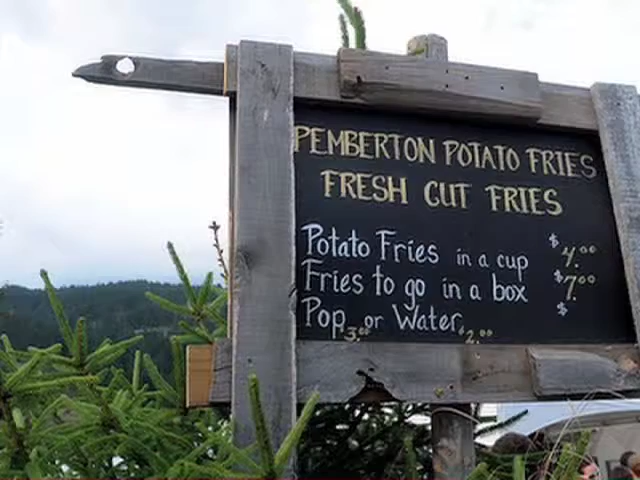 PEMBERTON POTATO FRIES
FRESH CUT FRIES
Potato Fries in a cup $4.00
Fries to go in a box $7.00
Pop 3.00 or Water 2.00 $